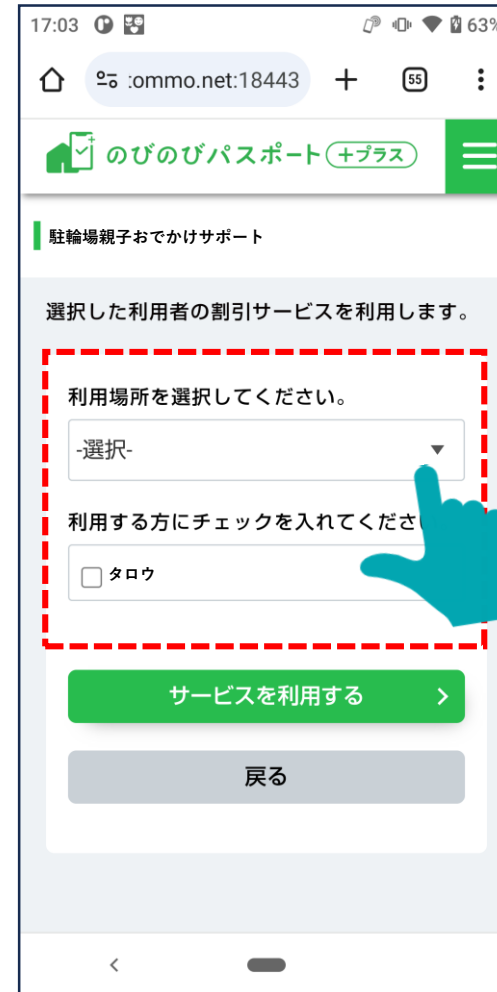 17:03 63%
:ommo.net:18443 55
のびのびパスポート +プラス
駐輪場親子おでかけサポート
選択した利用者の割引サービスを利用します。
利用場所を選択してください。
-選択-
利用する方にチェックを入れてくださ
タロウ
サービスを利用する
戻る